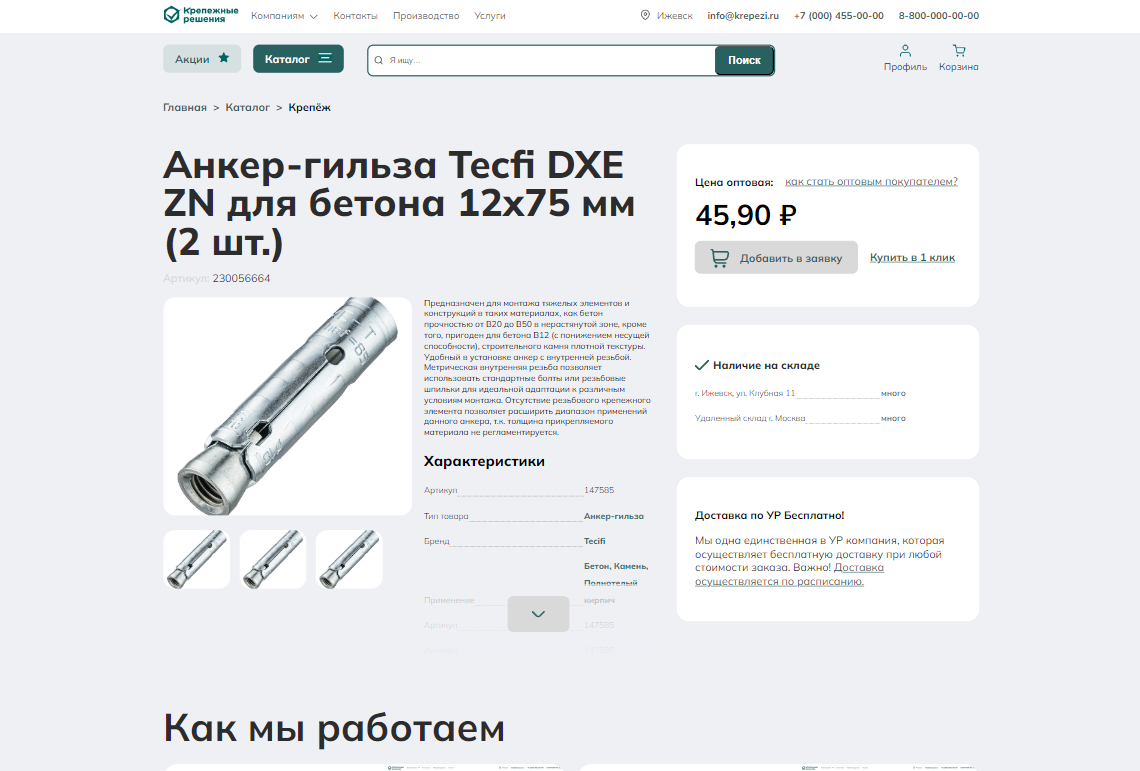 Крепежные
решения
Компаниям
Контакты
Производство
Услуги
Ижевск
info@krepezi.ru
+7 (000) 455-00-00
8-800-000-00-00
Акции
Каталог
Я ищу...
Поиск
Профиль
Корзина
Главная > Каталог > Крепёж
Анкер-гильза Tecfi DXE
ZN для бетона 12х75 мм
(2 шт.)
Артикул: 230056664
Предназначен для монтажа тяжелых элементов и
конструкций в таких материалах, как бетон
прочностью от В20 до В50 в нерастянутой зоне, кроме
того, пригоден для бетона В12 (с понижением несущей
способности), строительного камня плотной текстуры.
Удобный в установке анкер с внутренней резьбой.
Метрическая внутренняя резьба позволяет
использовать стандартные болты или резьбовые
шпильки для идеальной адаптации к различным
условиям монтажа. Отсутствие резьбового крепежного
элемента позволяет расширить диапазон применений
данного анкера, т.к. толщина прикрепляемого
материала не регламентируется.
Характеристики
Артикул 147585
Тип товара Анкер-гильза
Бренд Tecifi
Бетон, Камень,
Полнотелый
Применение кирпич
Артикул 147585
Цена оптовая: как стать оптовым покупателем?
45,90 ₽
Добавить в заявку
Купить в 1 клик
Наличие на складе
г. Ижевск, ул. Клубная 11 много
Удаленный склад г. Москва много
Доставка по УР Бесплатно!
Мы одна единственная в УР компания, которая
осуществляет бесплатную доставку при любой
стоимости заказа. Важно! Доставка
осуществляется по расписанию.
Как мы работаем